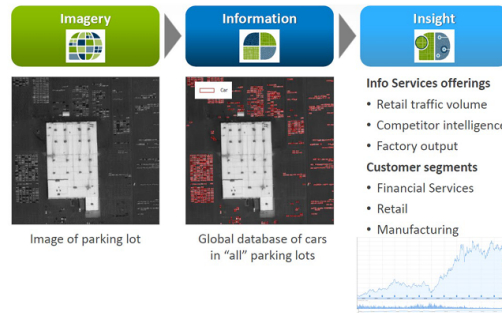 Imagery
Information
Insight
Car
Image of parking lot
Global database of cars
in “all” parking lots
Info Services offerings
• Retail traffic volume
• Competitor intelligence
• Factory output
Customer segments
• Financial Services
• Retail
• Manufacturing